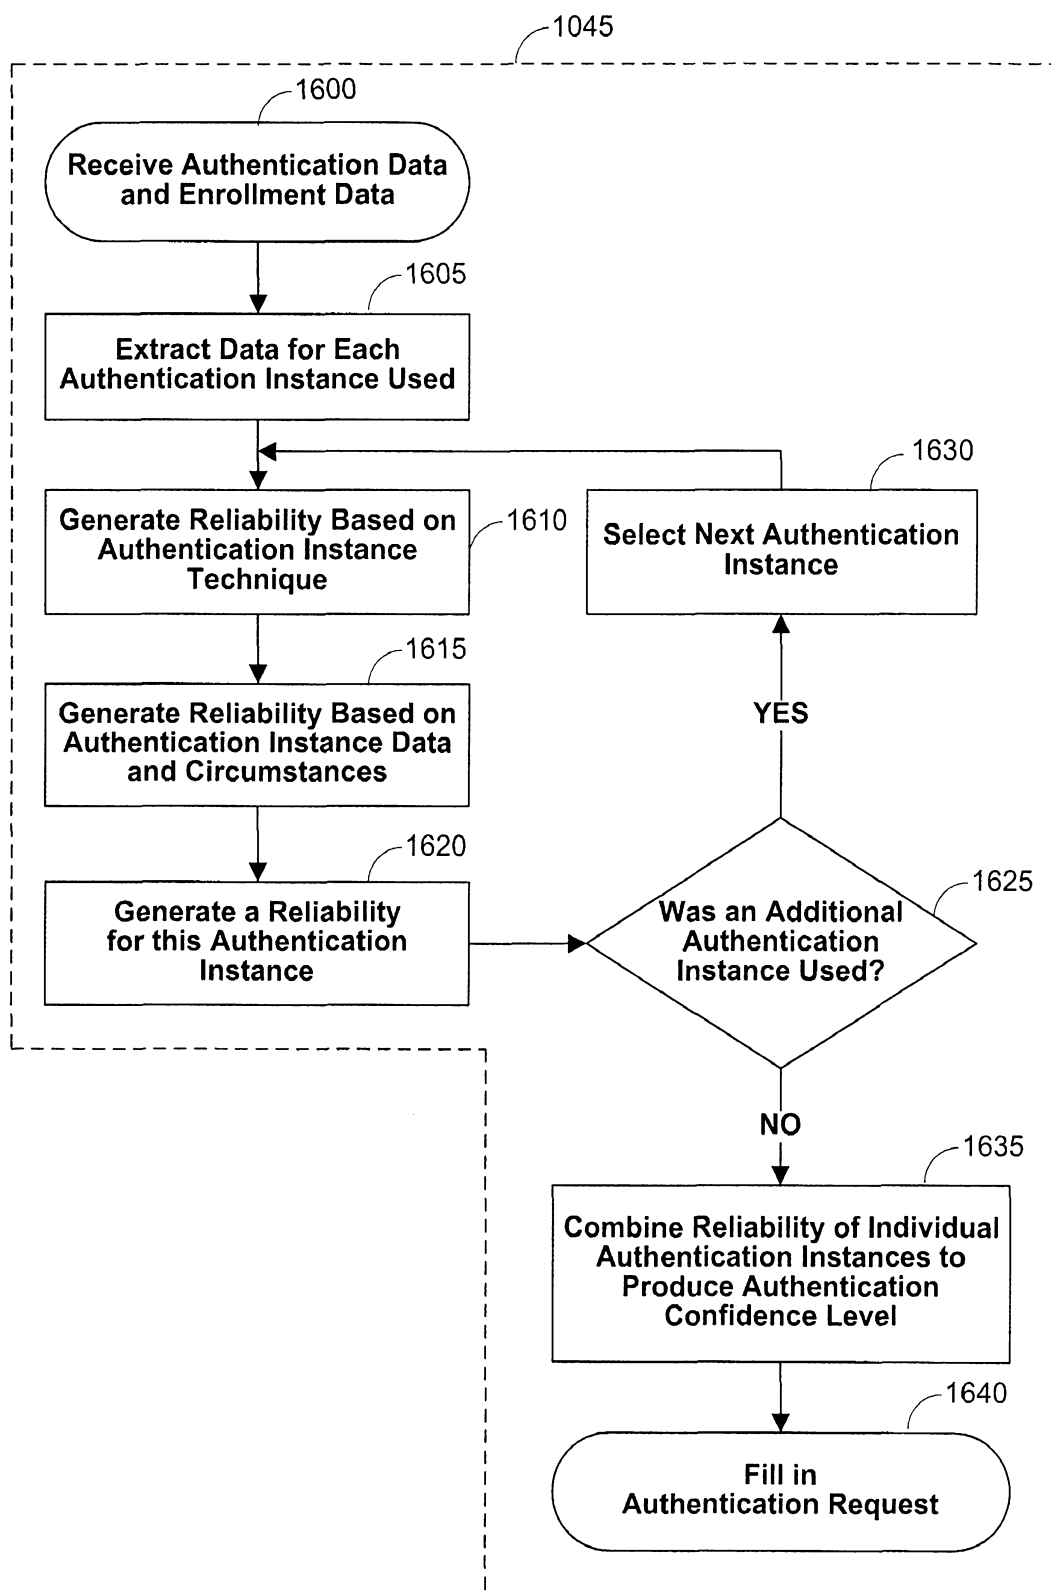 1045
1600
Receive Authentication Data
and Enrollment Data
1605
Extract Data for Each
Authentication Instance Used
1610
Generate Reliability Based on
Authentication Instance
Technique
1615
Generate Reliability Based on
Authentication Instance Data
and Circumstances
1620
Generate a Reliability
for this Authentication
Instance
1625
Was an Additional
Authentication
Instance Used?
YES
1630
Select Next Authentication
Instance
NO
1635
Combine Reliability of Individual
Authentication Instances to
Produce Authentication
Confidence Level
1640
Fill in
Authentication Request